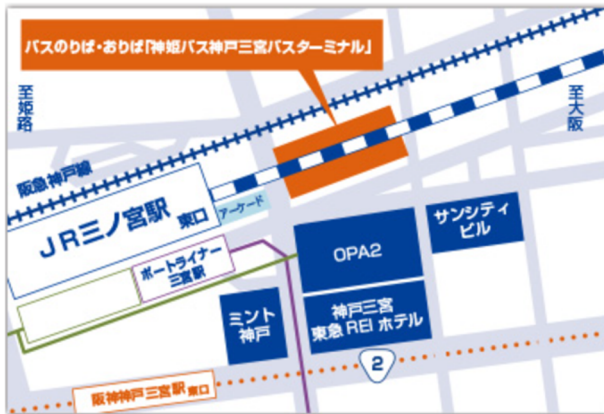 バスのりば・おりば「神姫バス神戸三宮バスターミナル」
至姫路
至大阪
阪急神戸線
JR三ノ宮駅
東口
アーケード
サンシティ
ビル
OPA2
ポートライナー
三宮駅
ミント
神戸
神戸三宮
東急REIホテル
2
阪神神戸三宮駅 東口